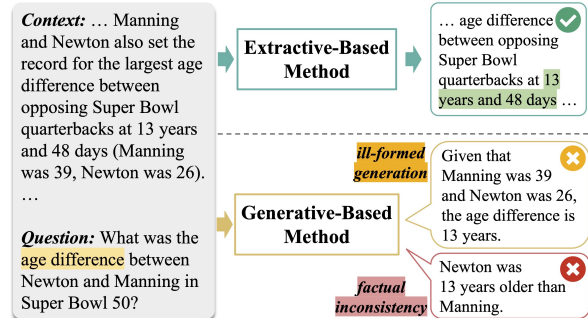 Context: … Manning
and Newton also set the
record for the largest age
difference between
opposing Super Bowl
quarterbacks at 13 years
and 48 days (Manning
was 39, Newton was 26).
…
Question: What was the
age difference between
Newton and Manning in
Super Bowl 50?
Extractive-Based
Method
… age difference
between opposing
Super Bowl
quarterbacks at 13
years and 48 days …
ill-formed
generation
Generative-Based
Method
Given that
Manning was 39
and Newton was 26,
the age difference is
13 years.
factual
inconsistency
Newton was
13 years older than
Manning.